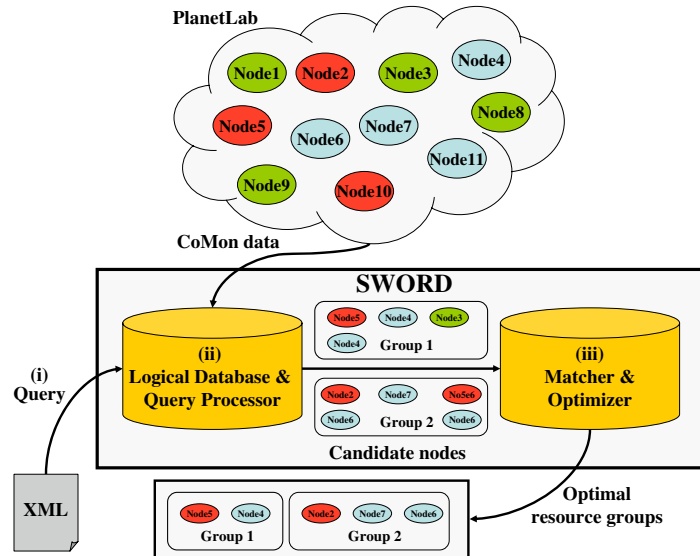 PlanetLab
Node1 Node2 Node3 Node4
Node5 Node6 Node7 Node8
Node9 Node10 Node11
CoMon data
SWORD
(i)
Query
XML
(ii)
Logical Database &
Query Processor
Node5 Node4 Node3
Node4 Group 1
Node2 Node7 No5e6
Node6 Group 2 Node6
Candidate nodes
(iii)
Matcher &
Optimizer
Optimal
resource groups
Node5 Node4
Group 1
Node2 Node7 Node6
Group 2